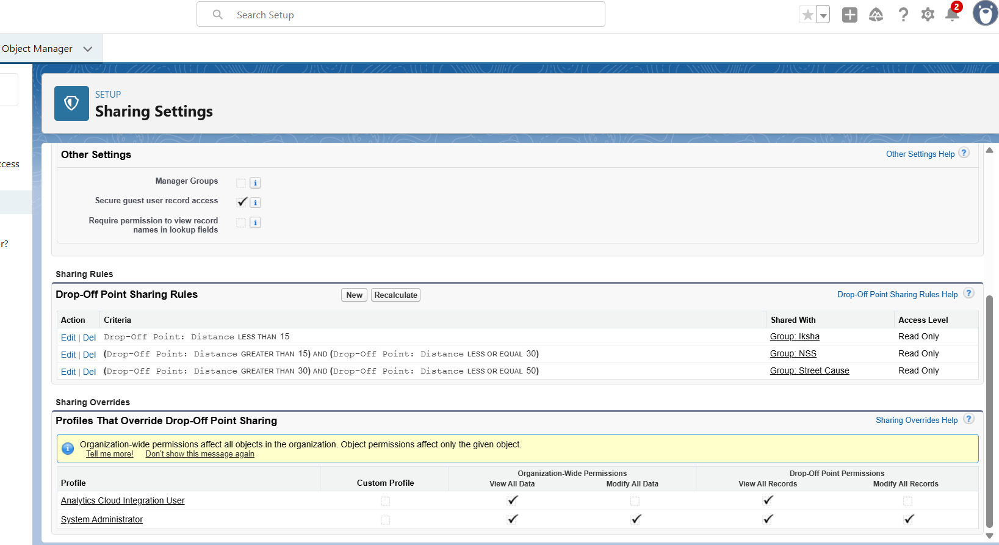 Search Setup
2
Object Manager
SETUP
Sharing Settings
ccess
r?
Other Settings
Other Settings Help ?
Manager Groups i
Secure guest user record access i
Require permission to view record
names in lookup fields i
Sharing Rules
Drop-Off Point Sharing Rules New Recalculate Drop-Off Point Sharing Rules Help ?
Action Criteria Shared With Access Level
Edit | Del Drop-Off Point: Distance LESS THAN 15 Group: Iksha Read Only
Edit | Del (Drop-Off Point: Distance GREATER THAN 15) AND (Drop-Off Point: Distance LESS OR EQUAL 30) Group: NSS Read Only
Edit | Del (Drop-Off Point: Distance GREATER THAN 30) AND (Drop-Off Point: Distance LESS OR EQUAL 50) Group: Street Cause Read Only
Sharing Overrides
Profiles That Override Drop-Off Point Sharing Sharing Overrides Help ?
Organization-wide permissions affect all objects in the organization. Object permissions affect only the given object.
Tell me more! Don't show this message again
Organization-Wide Permissions Drop-Off Point Permissions
Profile Custom Profile View All Data Modify All Data View All Records Modify All Records
Analytics Cloud Integration User
System Administrator